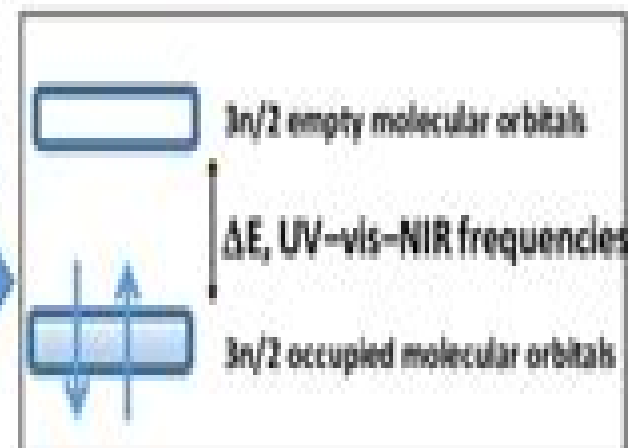 3n/2 empty molecular orbitals
ΔE, UV–vis–NIR frequencies
3n/2 occupied molecular orbitals